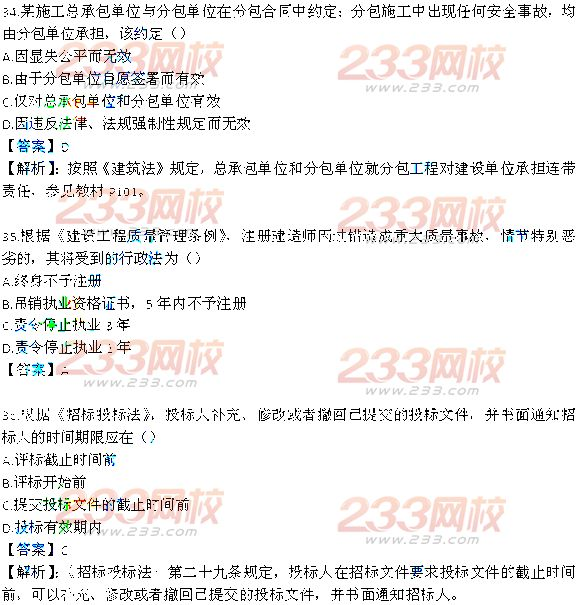 34.某施工总承包单位与分包单位在分包合同中约定：分包施工中出现任何安全事故，均
由分包单位承担，该约定（）
A.因显失公平而无效
B.由于分包单位自愿签署而有效
C.仅对总承包单位和分包单位有效
D.因违反法律、法规强制性规定而无效
【答案】D
【解析】：按照《建筑法》规定，总承包单位和分包单位就分包工程对建设单位承担连带
责任。参见教材 P101。
35.根据《建设工程质量管理条例》，注册建造师因过错造成重大质量事故，情节特别恶
劣的，其将受到的行政法为（）
A.终身不予注册
B.吊销执业资格证书，5 年内不予注册
C.责令停止执业 3 年
D.责令停止执业 1 年
【答案】A
36.根据《招标投标法》，投标人补充、修改或者撤回已提交的投标文件，并书面通知招
标人的时间期限应在（）
A.评标截止时间前
B.评标开始前
C.提交投标文件的截止时间前
D.投标有效期内
【答案】C
【解析】：《招标投标法》第二十九条规定，投标人在招标文件要求投标文件的截止时间
前，可以补充、修改或者撤回已提交的投标文件，并书面通知招标人。
233网校
www.233.com